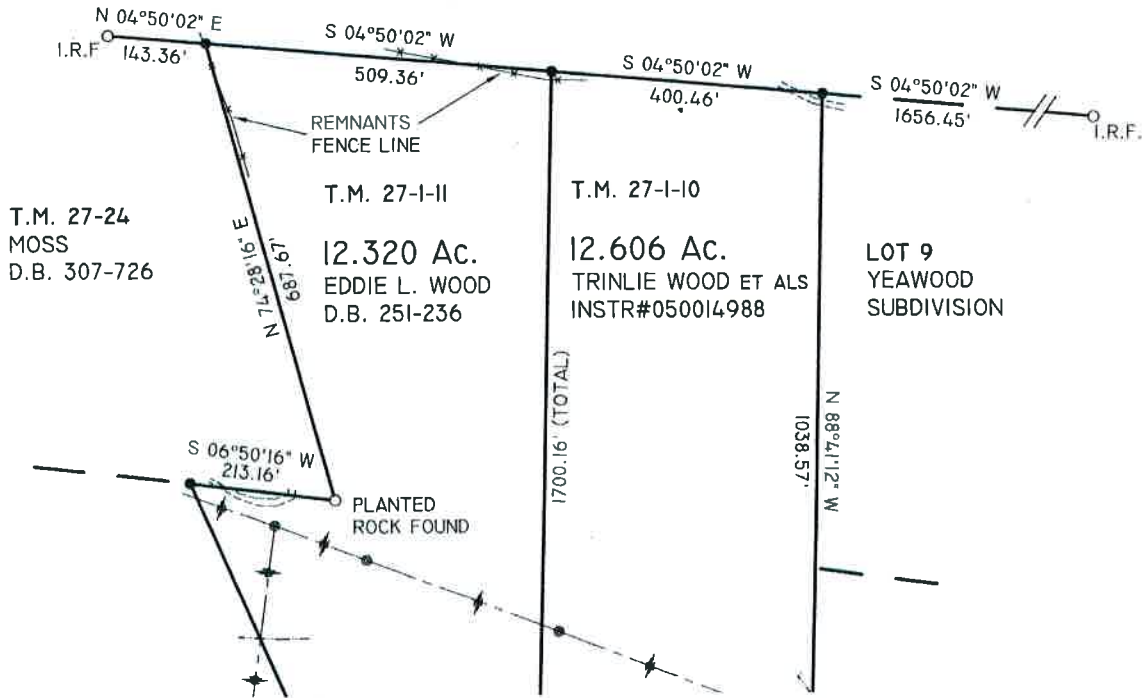 N 04°50'02" E
143.36'
I.R.F
S 04°50'02" W
509.36'
S 04°50'02" W
400.46'
S 04°50'02" W
1656.45'
I.R.F.
REMNANTS
FENCE LINE
T.M. 27-24
MOSS
D.B. 307-726
N 74°28'16" E
687.67'
T.M. 27-1-11
12.320 Ac.
EDDIE L. WOOD
D.B. 251-236
T.M. 27-1-10
12.606 Ac.
TRINLIE WOOD ET ALS
INSTR#050014988
LOT 9
YEAWOOD
SUBDIVISION
1700.16' (TOTAL)
N 88°41'12" W
1038.57'
S 06°50'16" W
213.16'
PLANTED
ROCK FOUND